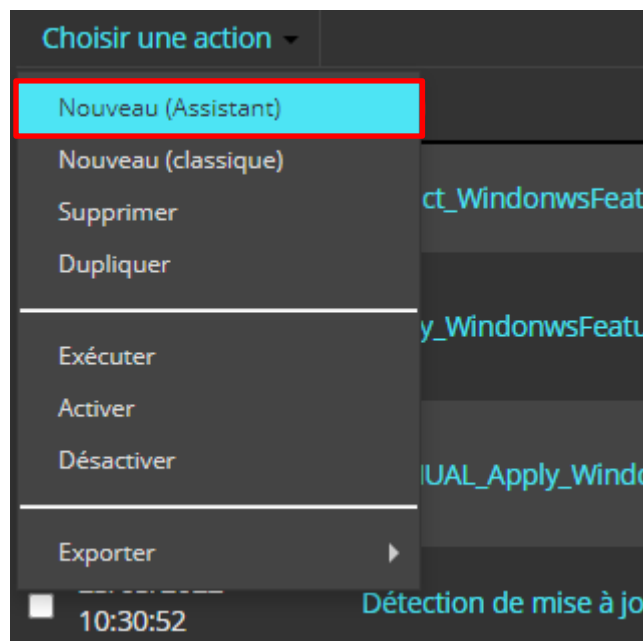 Choisir une action
Nouveau (Assistant)
Nouveau (classique)
Supprimer
Dupliquer
Exécuter
Activer
Désactiver
Exporter
ct_WindonwsFeat
y_WindonwsFeatu
UAL_Apply_Windo
10:30:52
Détection de mise à jo